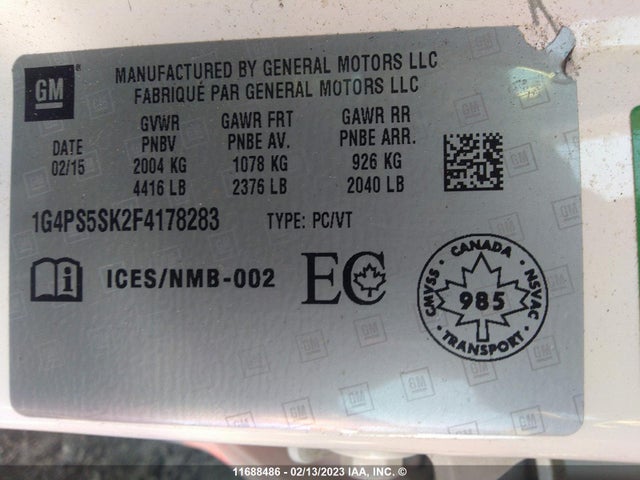 GM
MANUFACTURED BY GENERAL MOTORS LLC
FABRIQUÉ PAR GENERAL MOTORS LLC
DATE
02/15
GVWR
PNBV
2004 KG
4416 LB
GAWR FRT
PNBE AV.
1078 KG
2376 LB
GAWR RR
PNBE ARR.
926 KG
2040 LB
1G4PS5SK2F4178283 TYPE: PC/VT
i ICES/NMB-002 EC
CMVSS · CANADA · NSVAC
985
TRANSPORT
11688486 - 02/13/2023 IAA, INC. ©